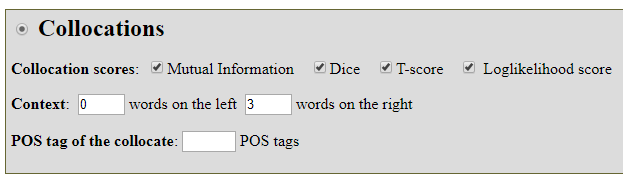 Collocations
Collocation scores: Mutual Information Dice T-score Loglikelihood score
Context: 0 words on the left 3 words on the right
POS tag of the collocate: POS tags